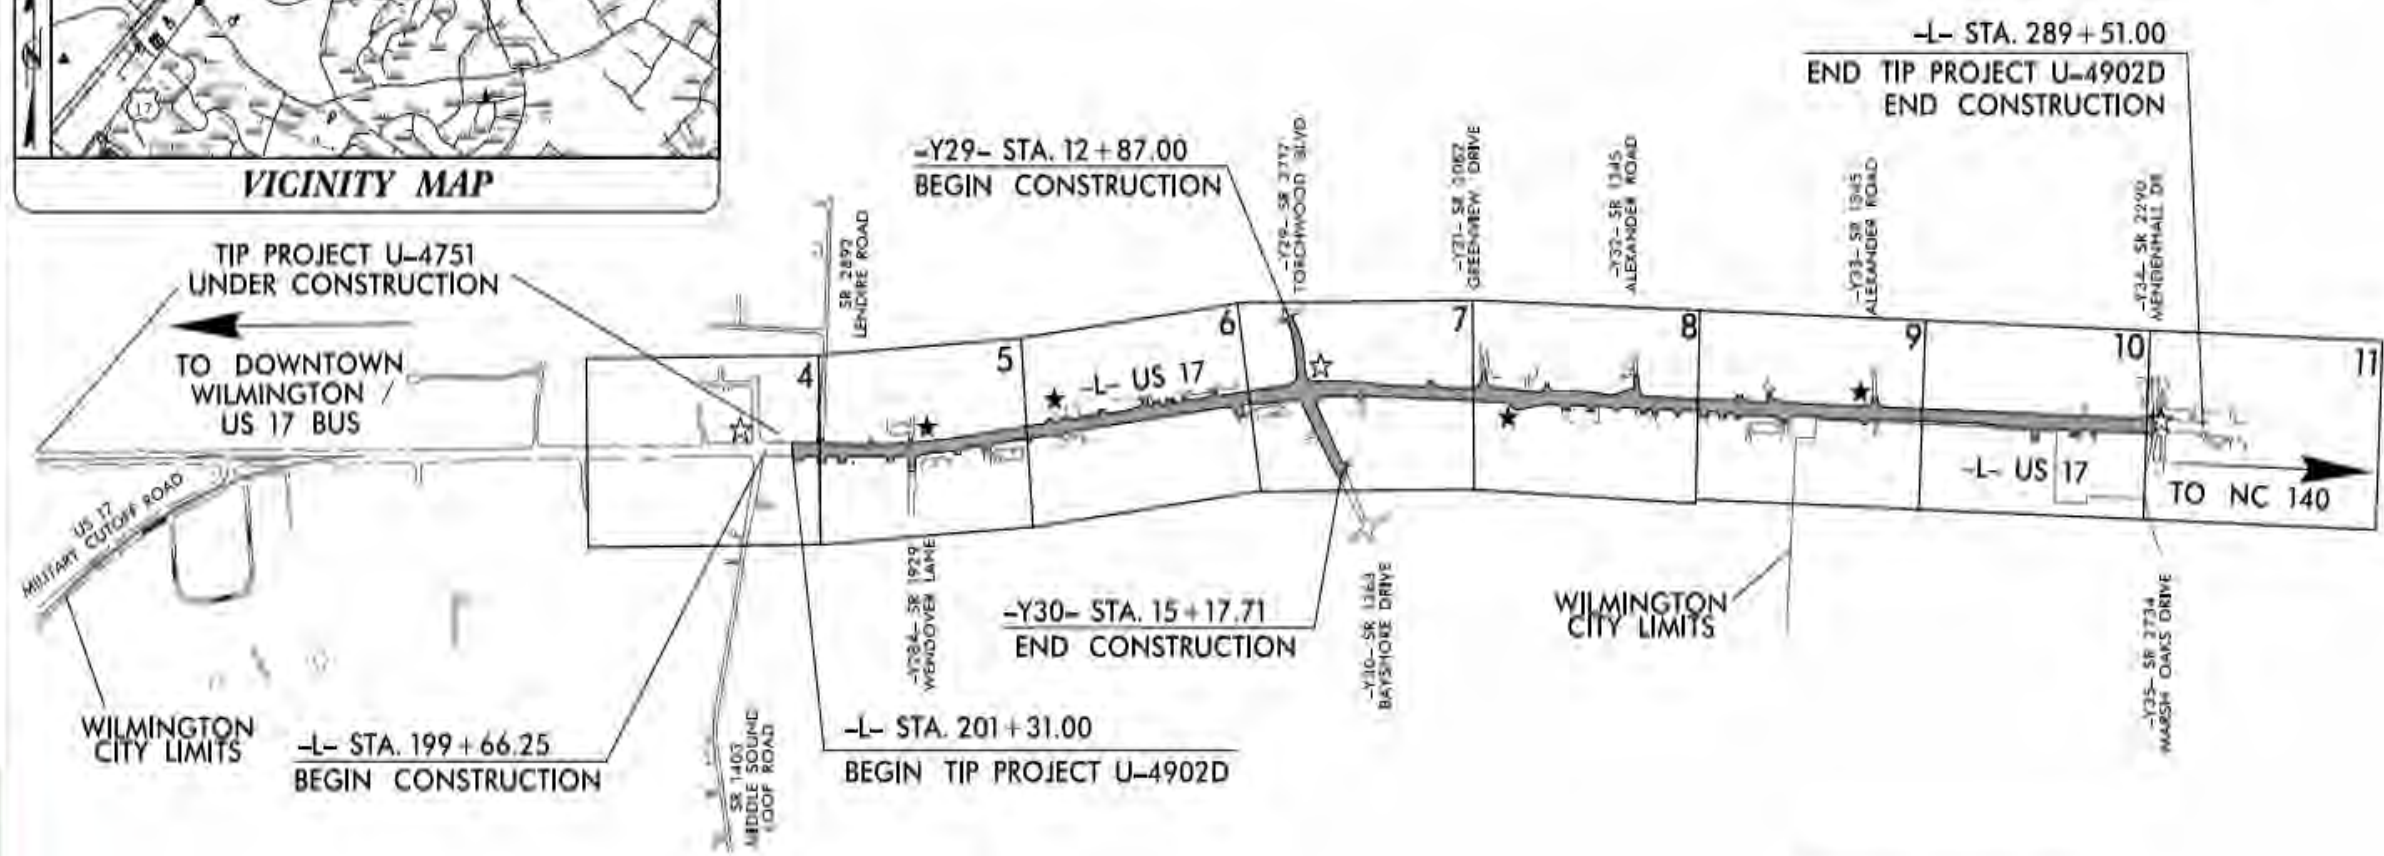 17
VICINITY MAP
TIP PROJECT U-4751
UNDER CONSTRUCTION
TO DOWNTOWN
WILMINGTON /
US 17 BUS
US 17
MILITARY CUTOFF ROAD
WILMINGTON
CITY LIMITS
-L- STA. 199+66.25
BEGIN CONSTRUCTION
SR 1403
MIDDLE SOUND
LOOP ROAD
SR 2892
LENDIRE ROAD
-L- STA. 201+31.00
BEGIN TIP PROJECT U-4902D
SR 1929
WENDOVER LANE
-Y29- STA. 12+87.00
BEGIN CONSTRUCTION
-Y29- SR
TORCHWOOD BLVD
-Y30- STA. 15+17.71
END CONSTRUCTION
-Y30- SR 1363
BAYSHORE DRIVE
SR
GREENVIEW DRIVE
-Y32- SR 1345
ALEXANDER ROAD
-Y33- SR 1345
ALEXANDER ROAD
-Y34- SR 2290
MENDENHALL DR
-L- STA. 289+51.00
END TIP PROJECT U-4902D
END CONSTRUCTION
4
5
6
7
8
9
10
11
-L- US 17
-L- US 17
TO NC 140
WILMINGTON
CITY LIMITS
-Y35- SR 2734
MARSH OAKS DRIVE